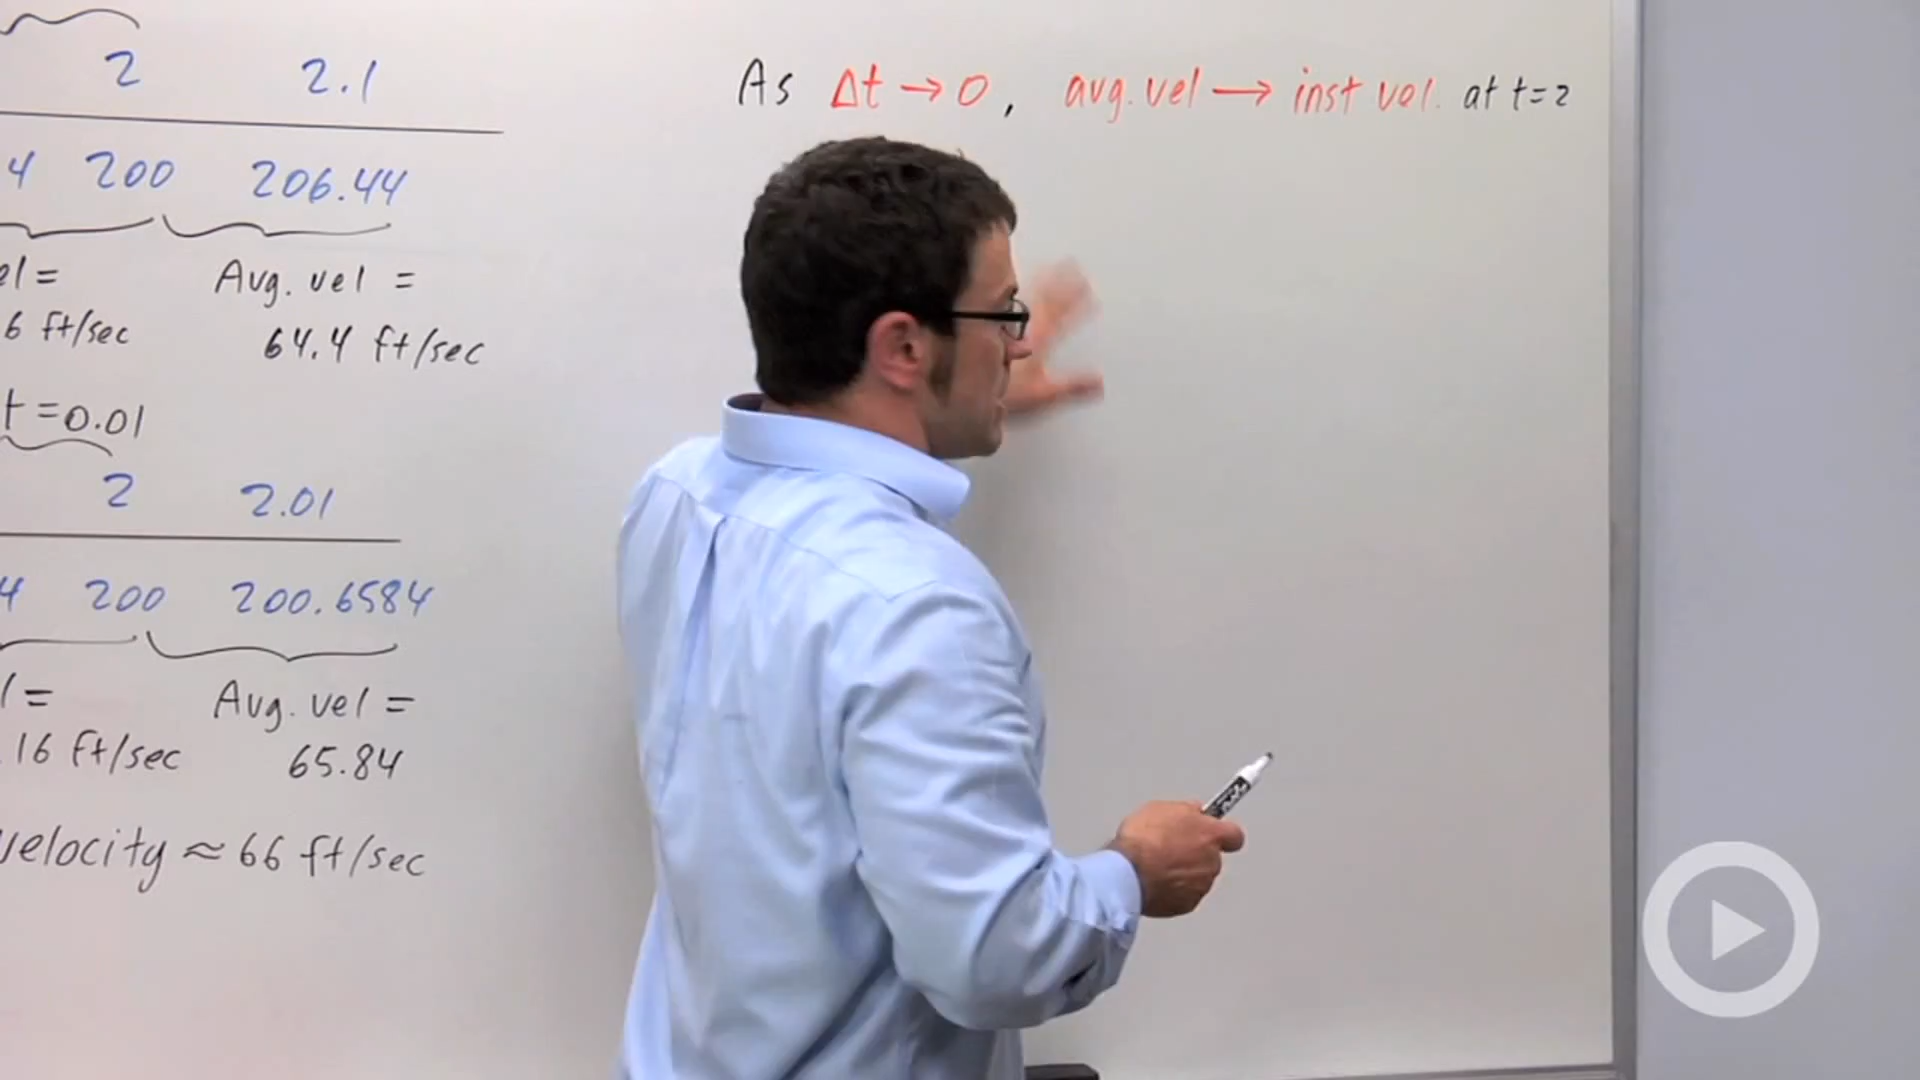 2 2.1
4 200 206.44
el = Avg. vel =
6 ft/sec 64.4 ft/sec
t = 0.01
2 2.01
4 200 200.6584
l = Avg. vel =
.16 ft/sec 65.84
velocity ≈ 66 ft/sec
As Δt → 0, avg. vel → inst vel. at t = 2